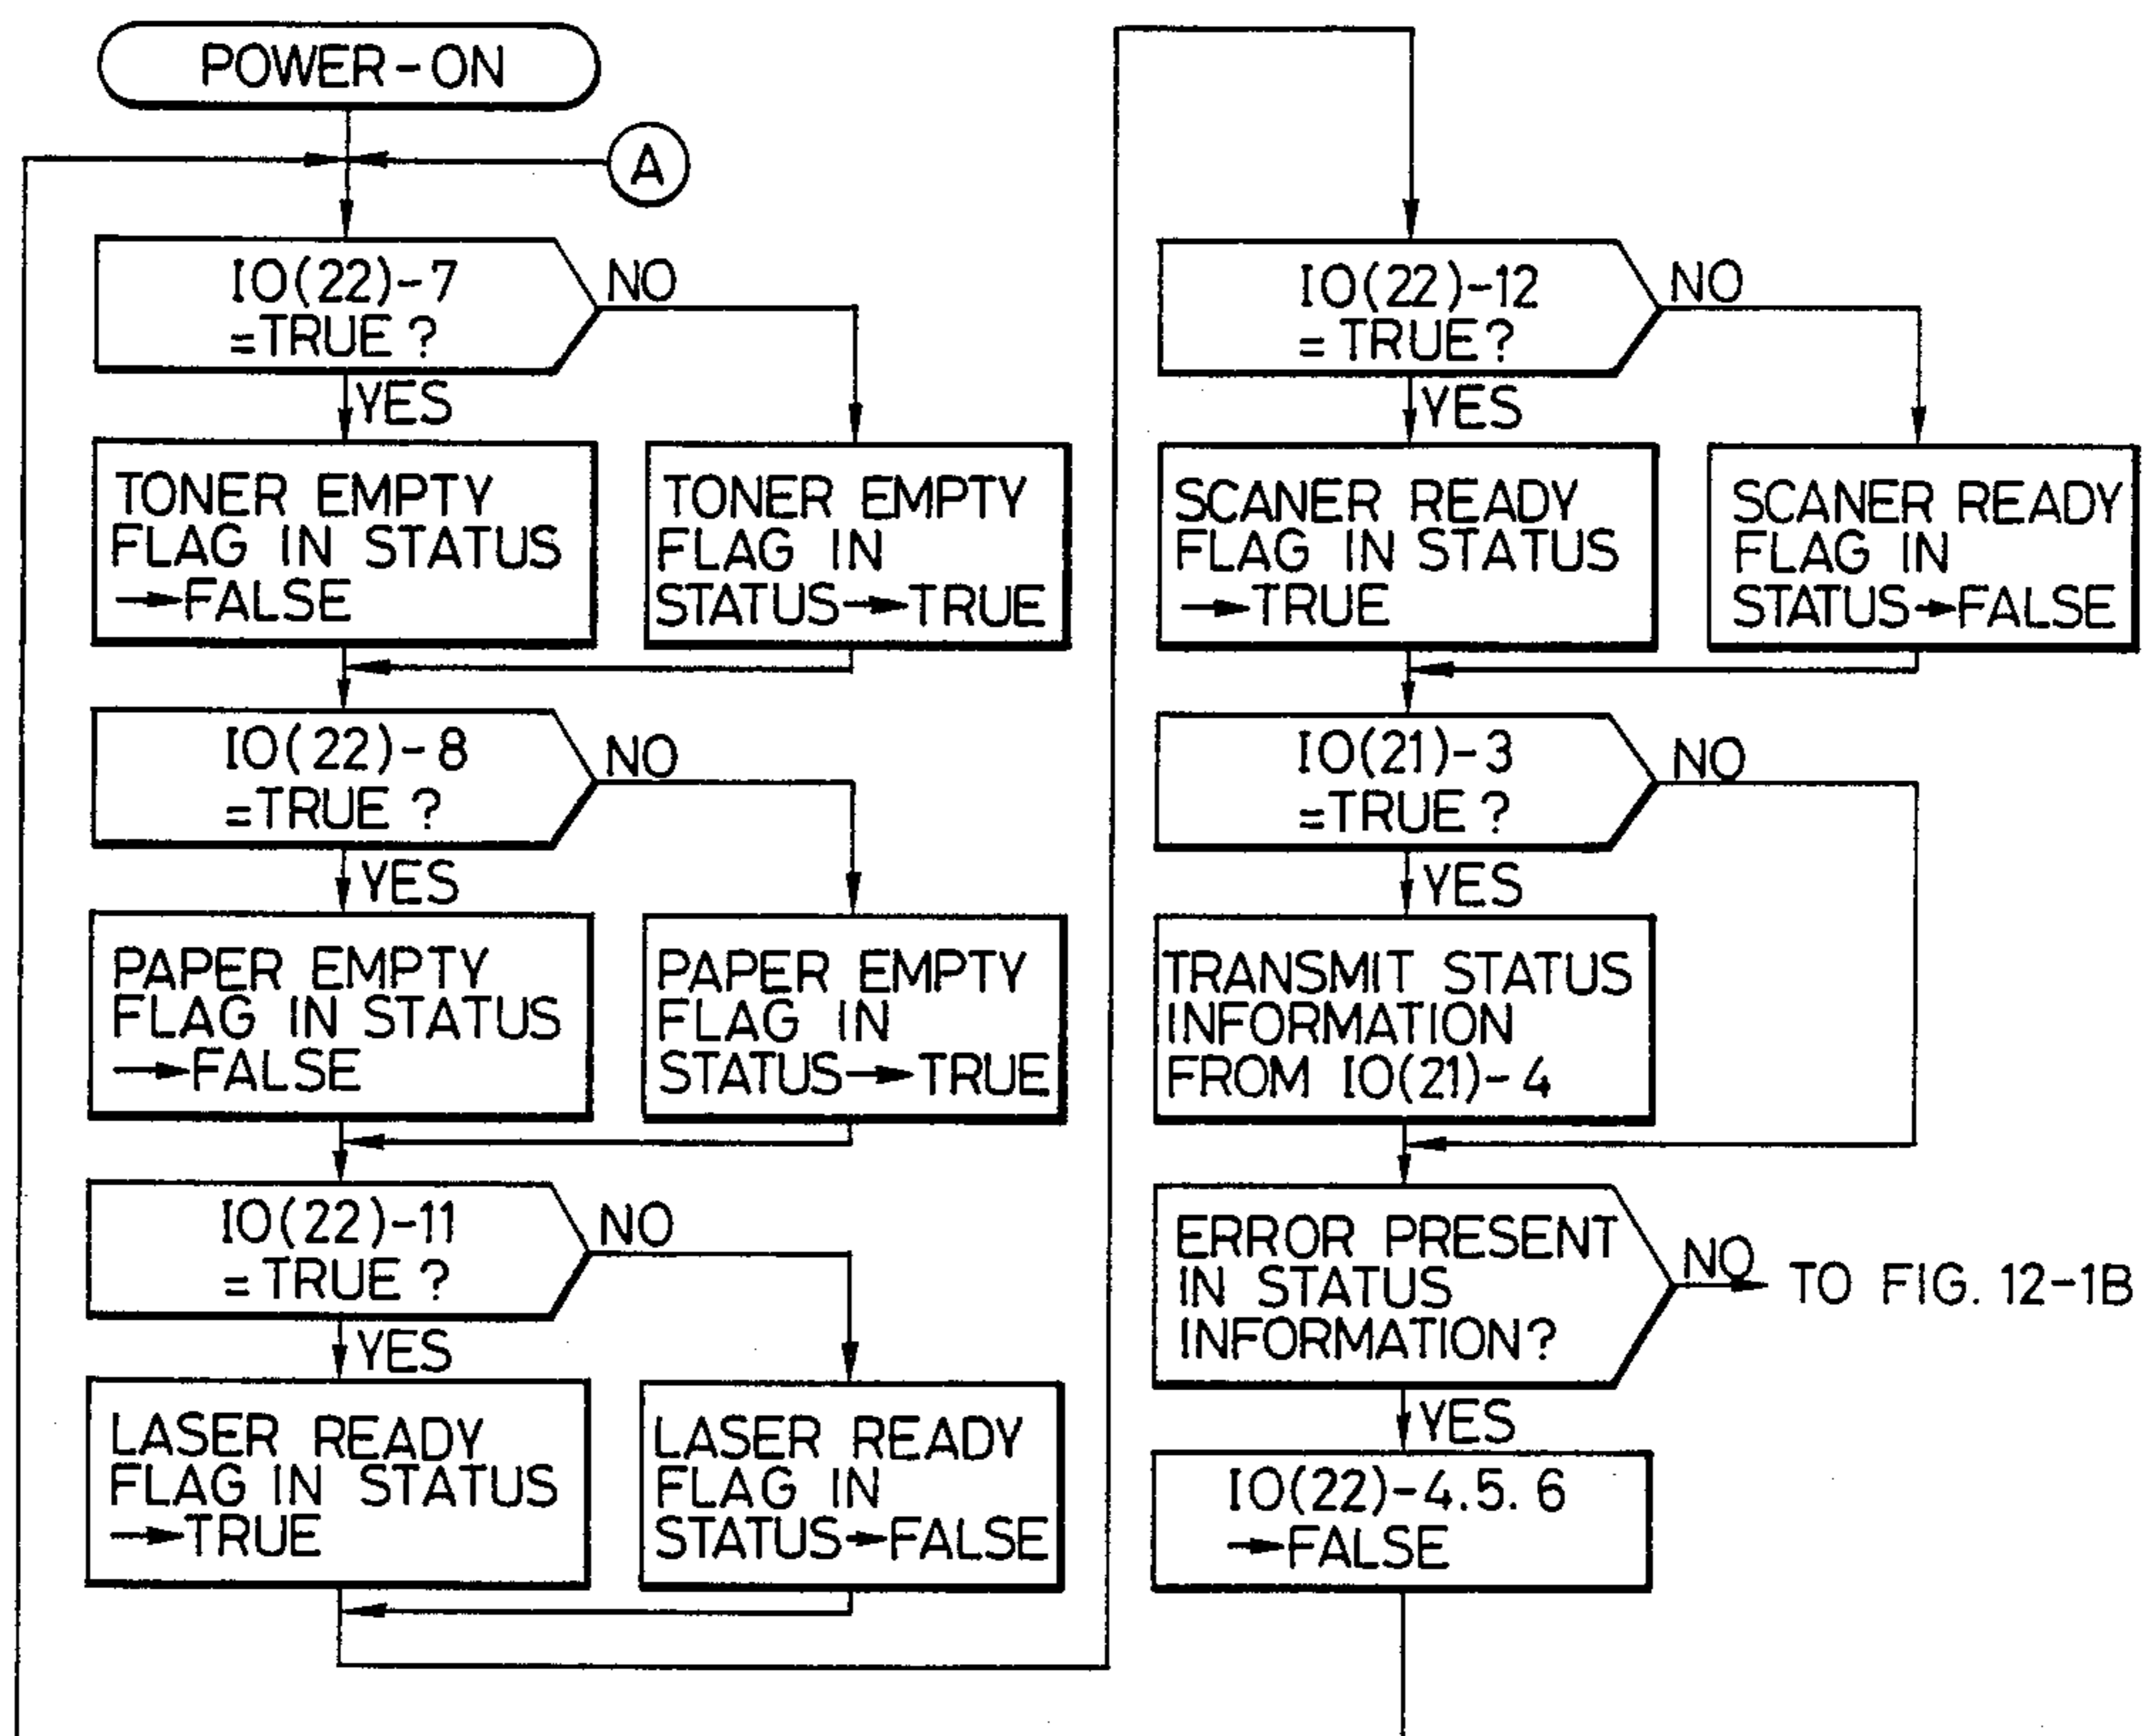 POWER-ON
A
IO(22)-7
=TRUE?
NO
YES
TONER EMPTY
FLAG IN STATUS
→FALSE
TONER EMPTY
FLAG IN
STATUS→TRUE
IO(22)-8
=TRUE?
NO
YES
PAPER EMPTY
FLAG IN STATUS
→FALSE
PAPER EMPTY
FLAG IN
STATUS→TRUE
IO(22)-11
=TRUE?
NO
YES
LASER READY
FLAG IN STATUS
→TRUE
LASER READY
FLAG IN
STATUS→FALSE
IO(22)-12
=TRUE?
NO
YES
SCANER READY
FLAG IN STATUS
→TRUE
SCANER READY
FLAG IN
STATUS→FALSE
IO(21)-3
=TRUE?
NO
YES
TRANSMIT STATUS
INFORMATION
FROM IO(21)-4
ERROR PRESENT
IN STATUS
INFORMATION?
NO
TO FIG. 12-1B
YES
IO(22)-4.5.6
→FALSE